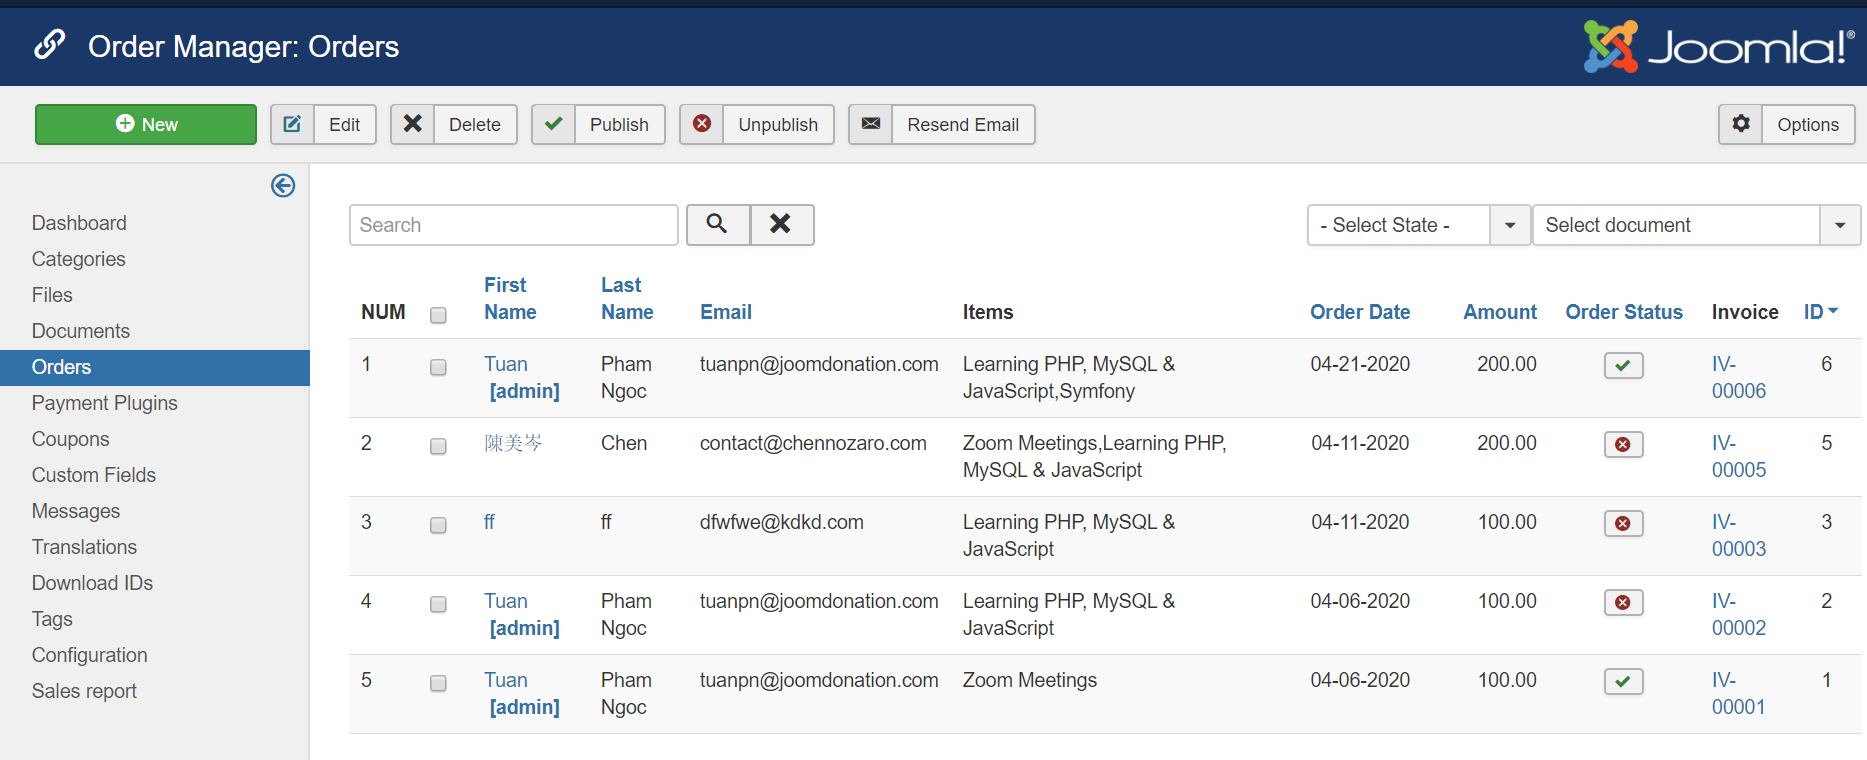 Order Manager: Orders
Joomla!®
New
Edit
Delete
Publish
Unpublish
Resend Email
Options
Dashboard
Categories
Files
Documents
Orders
Payment Plugins
Coupons
Custom Fields
Messages
Translations
Download IDs
Tags
Configuration
Sales report
Search
- Select State -
Select document
NUM
First
Name
Last
Name
Email
Items
Order Date
Amount
Order Status
Invoice
ID
1
Tuan
[admin]
Pham
Ngoc
tuanpn@joomdonation.com
Learning PHP, MySQL &
JavaScript,Symfony
04-21-2020
200.00
IV-
00006
6
2
陳美岑
Chen
contact@chennozaro.com
Zoom Meetings,Learning PHP,
MySQL & JavaScript
04-11-2020
200.00
IV-
00005
5
3
ff
ff
dfwfwe@kdkd.com
Learning PHP, MySQL &
JavaScript
04-11-2020
100.00
IV-
00003
3
4
Tuan
[admin]
Pham
Ngoc
tuanpn@joomdonation.com
Learning PHP, MySQL &
JavaScript
04-06-2020
100.00
IV-
00002
2
5
Tuan
[admin]
Pham
Ngoc
tuanpn@joomdonation.com
Zoom Meetings
04-06-2020
100.00
IV-
00001
1